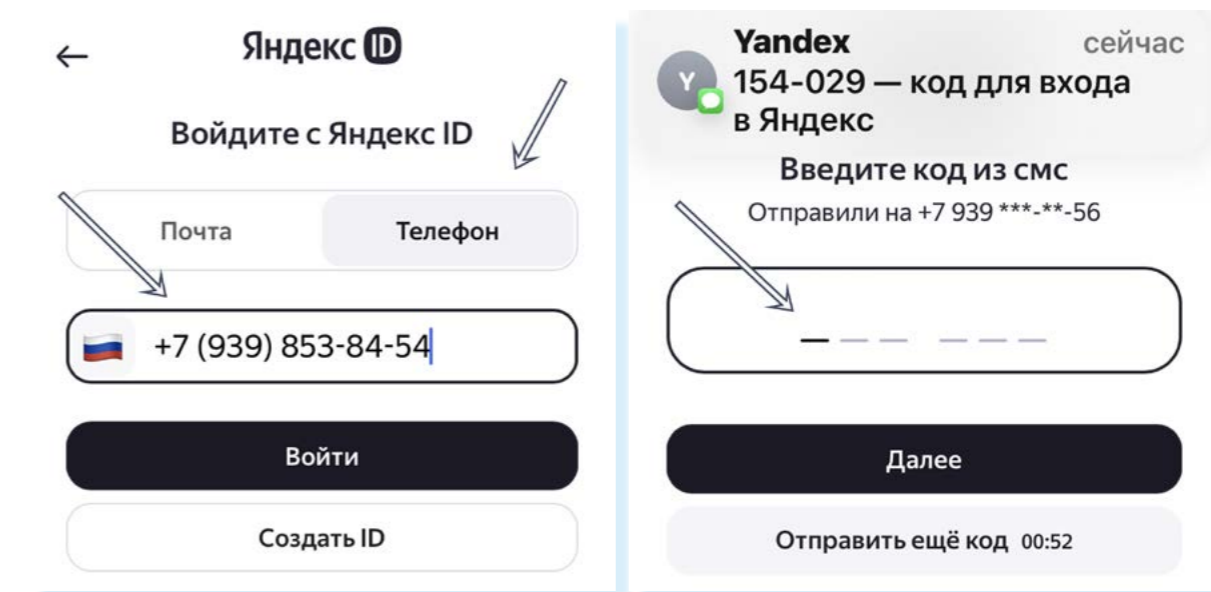 Яндекс ID
Войдите с Яндекс ID
Почта
Телефон
+7 (939) 853-84-54
Войти
Создать ID
Yandex
сейчас
Y
154-029 — код для входа
в Яндекс
Введите код из смс
Отправили на +7 939 ***-**-56
Далее
Отправить ещё код 00:52